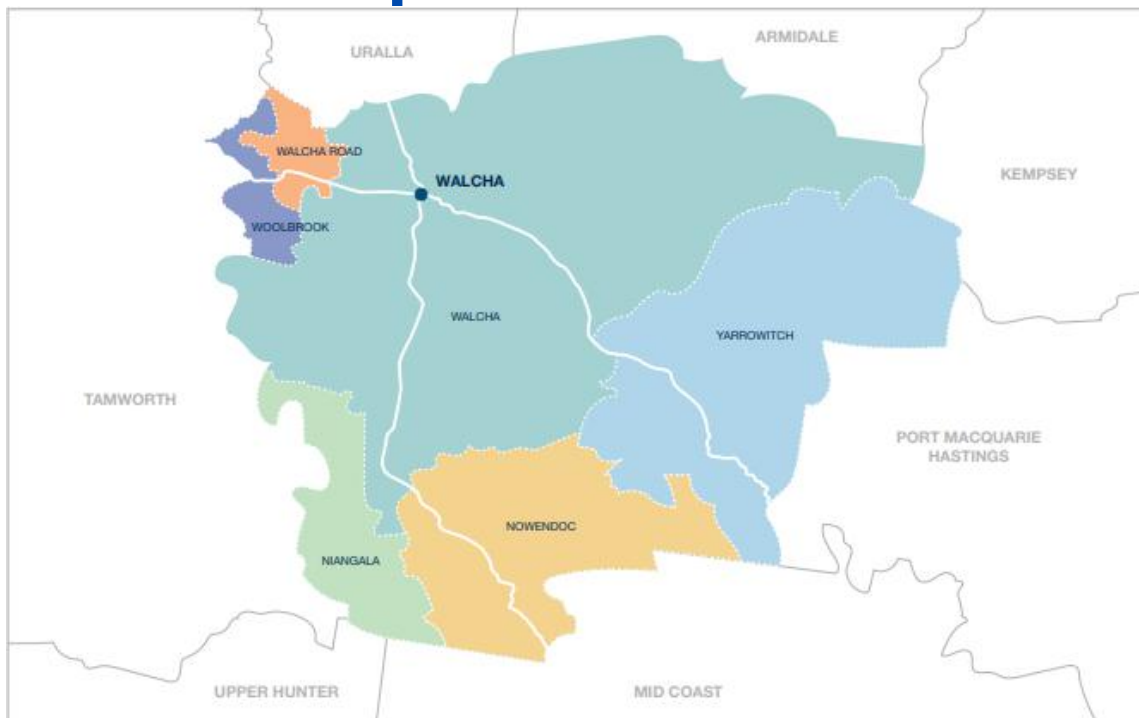 URALLA
ARMIDALE
WALCHA ROAD
WALCHA
KEMPSEY
WOOLBROOK
WALCHA
YARROWITCH
TAMWORTH
PORT MACQUARIE
HASTINGS
NOWENDOC
NIANGALA
UPPER HUNTER
MID COAST